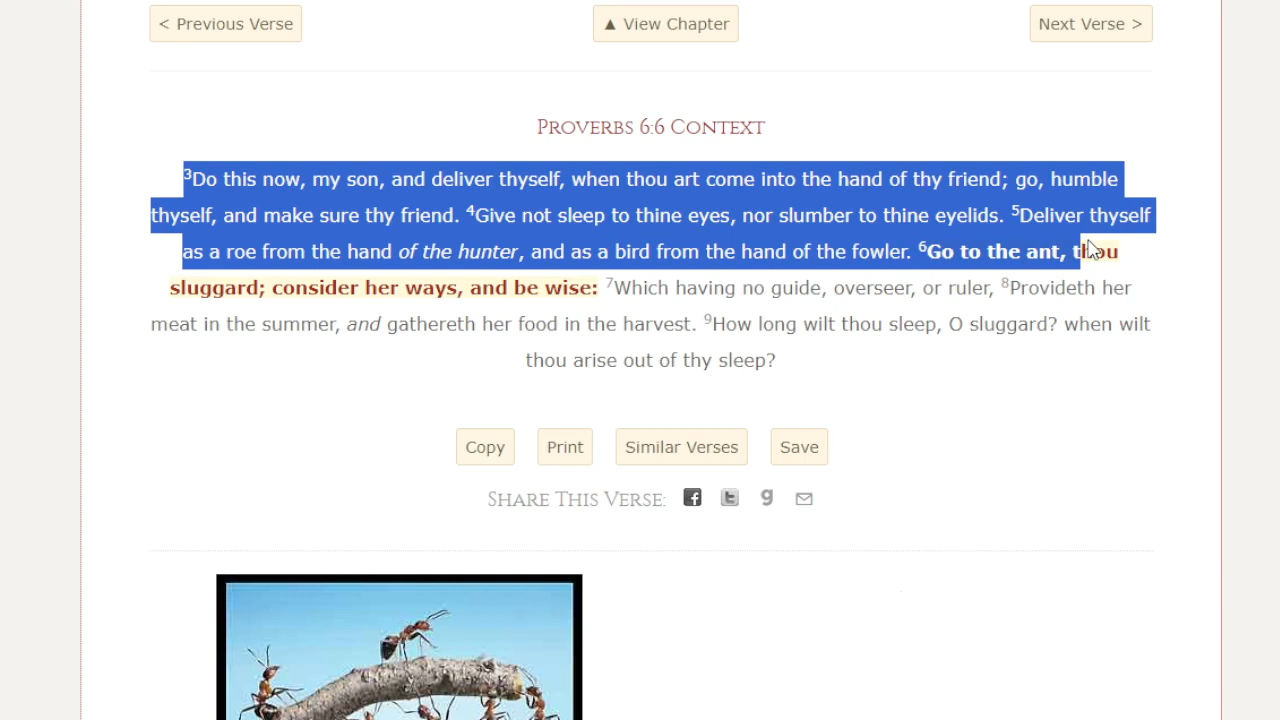 < Previous Verse
▲ View Chapter
Next Verse >
Proverbs 6:6 Context
3Do this now, my son, and deliver thyself, when thou art come into the hand of thy friend; go, humble
thyself, and make sure thy friend. 4Give not sleep to thine eyes, nor slumber to thine eyelids. 5Deliver thyself
as a roe from the hand of the hunter, and as a bird from the hand of the fowler. 6Go to the ant, thou
sluggard; consider her ways, and be wise: 7Which having no guide, overseer, or ruler, 8Provideth her
meat in the summer, and gathereth her food in the harvest. 9How long wilt thou sleep, O sluggard? when wilt
thou arise out of thy sleep?
Copy
Print
Similar Verses
Save
Share This Verse: